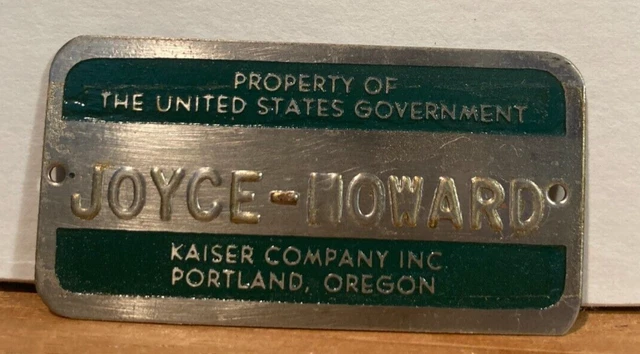 PROPERTY OF
THE UNITED STATES GOVERNMENT
JOYCE-HOWARD
KAISER COMPANY INC.
PORTLAND, OREGON